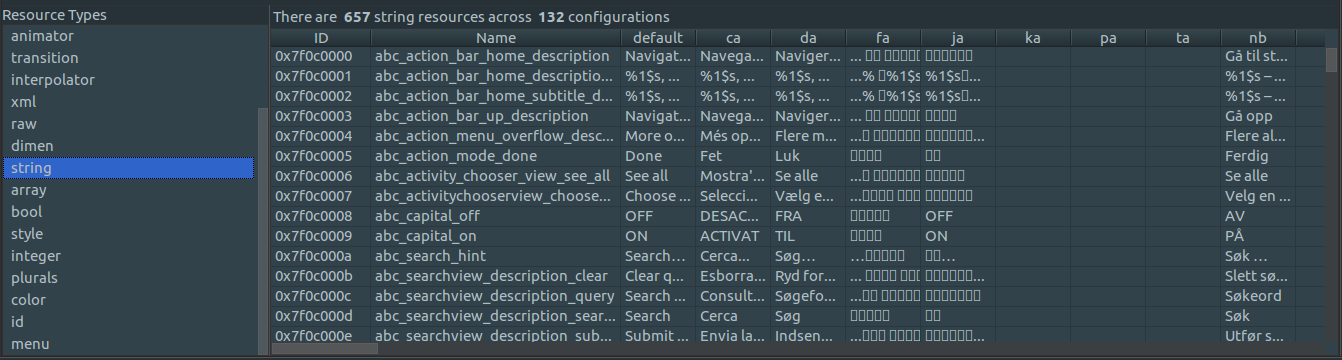 Resource Types
animator
transition
interpolator
xml
raw
dimen
string
array
bool
style
integer
plurals
color
id
menu
There are 657 string resources across 132 configurations
ID Name default ca da fa ja ka pa ta nb
0x7f0c0000 abc_action_bar_home_description Navigat... Navega... Naviger... ... Gå til st...
0x7f0c0001 abc_action_bar_home_descriptio... %1$s, ... %1$s, ... %1$s, ... ...% %1$s %1$s ... %1$s – ...
0x7f0c0002 abc_action_bar_home_subtitle_d... %1$s, ... %1$s, ... %1$s, ... ...% %1$s %1$s ... %1$s – ...
0x7f0c0003 abc_action_bar_up_description Navigat... Navega... Naviger... ... Gå opp
0x7f0c0004 abc_action_menu_overflow_desc... More o... Més op... Flere m... ... ... Flere al...
0x7f0c0005 abc_action_mode_done Done Fet Luk Ferdig
0x7f0c0006 abc_activity_chooser_view_see_all See all Mostra'... Se alle ... Se alle
0x7f0c0007 abc_activitychooserview_choose... Choose ... Selecci... Vælg e... ... ... Velg en ...
0x7f0c0008 abc_capital_off OFF DESAC... FRA OFF AV
0x7f0c0009 abc_capital_on ON ACTIVAT TIL ON PÅ
0x7f0c000a abc_search_hint Search... Cerca... Søg... ... ... Søk ...
0x7f0c000b abc_searchview_description_clear Clear q... Esborra... Ryd for... ... ... Slett sø...
0x7f0c000c abc_searchview_description_query Search ... Consult... Søgefo... ... Søkeord
0x7f0c000d abc_searchview_description_sear... Search Cerca Søg Søk
0x7f0c000e abc_searchview_description_sub... Submit ... Envia la... Indsen... ... ... Utfør s...